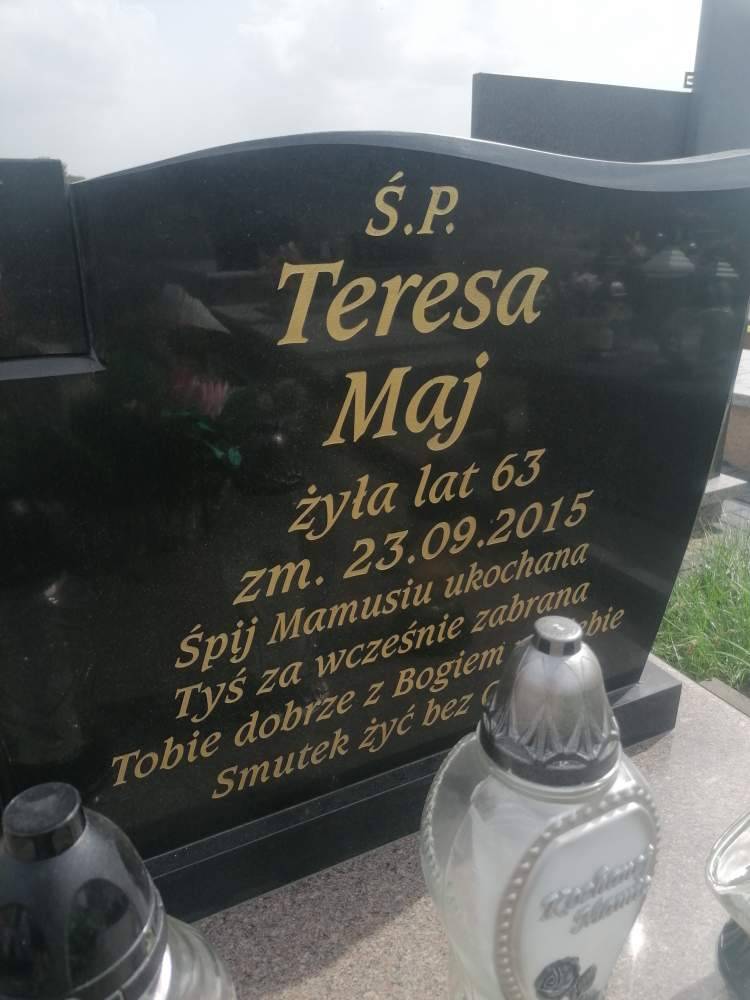 Ś.P.
Teresa
Maj
żyła lat 63
zm. 23.09.2015
Śpij Mamusiu ukochana
Tyś za wcześnie zabrana
Tobie dobrze z Bogiem
Smutek żyć bez